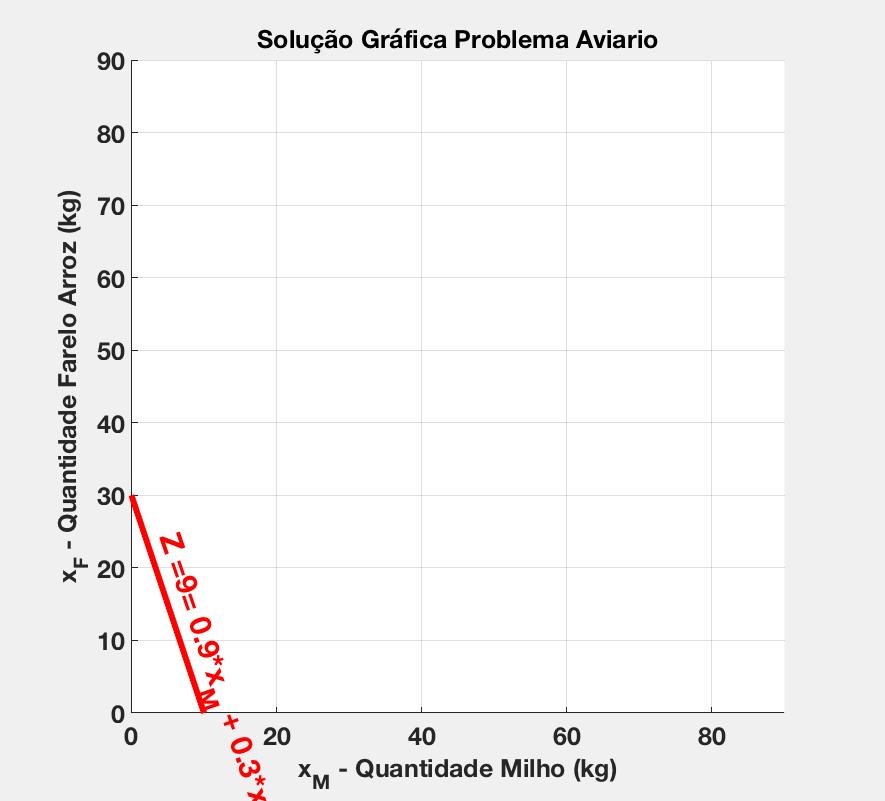 Solução Gráfica Problema Aviario
90
80
70
60
50
40
30
20
10
0
x_F - Quantidade Farelo Arroz (kg)
Z =9= 0.9*x_M + 0.3*x
0 20 40 60 80
x_M - Quantidade Milho (kg)